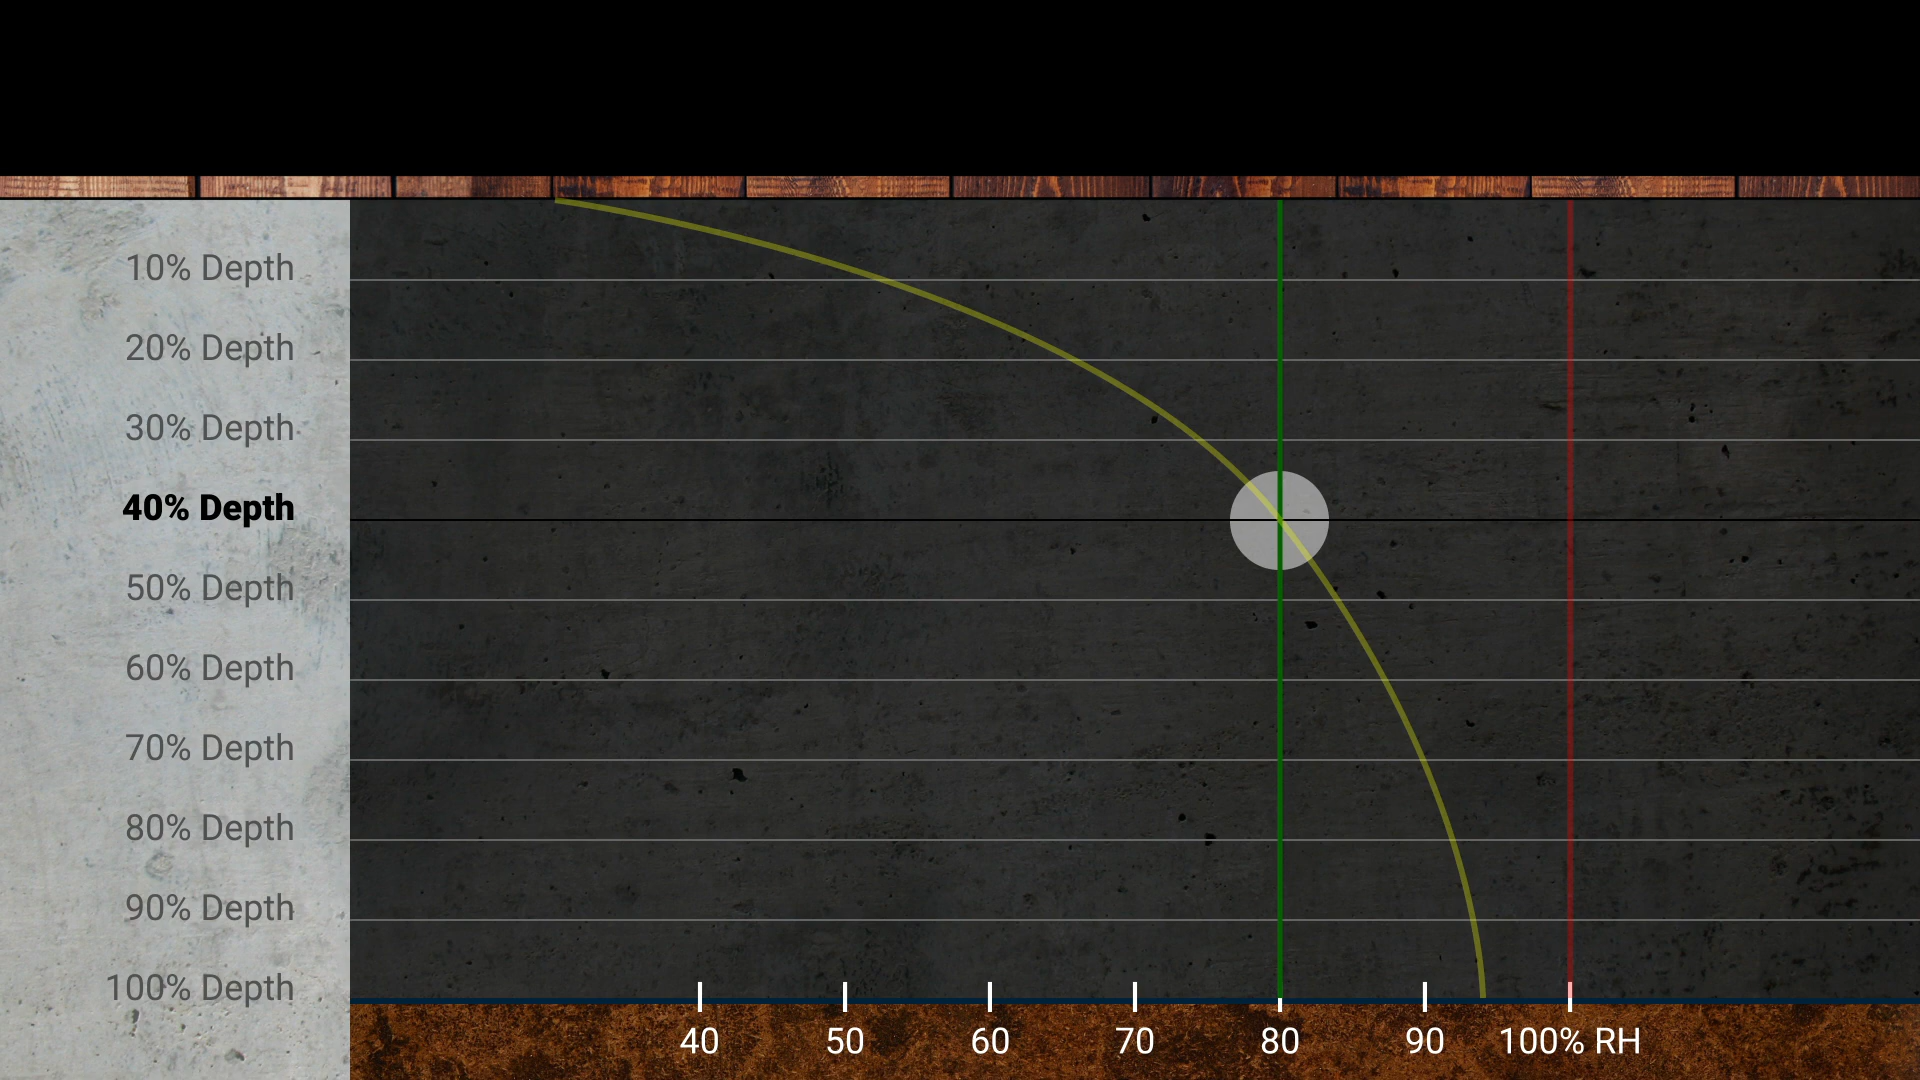 10% Depth
20% Depth
30% Depth
40% Depth
50% Depth
60% Depth
70% Depth
80% Depth
90% Depth
100% Depth
40 50 60 70 80 90 100% RH